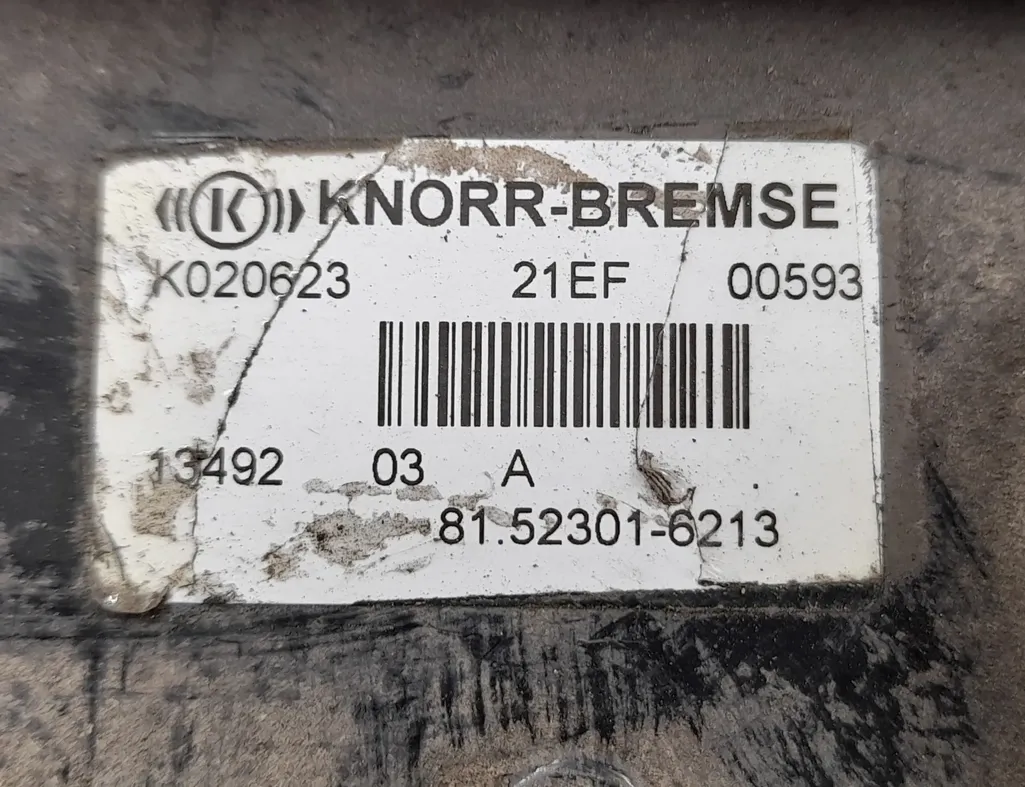 K KNORR-BREMSE
K020623 21EF 00593
13492 03 A
81.52301-6213